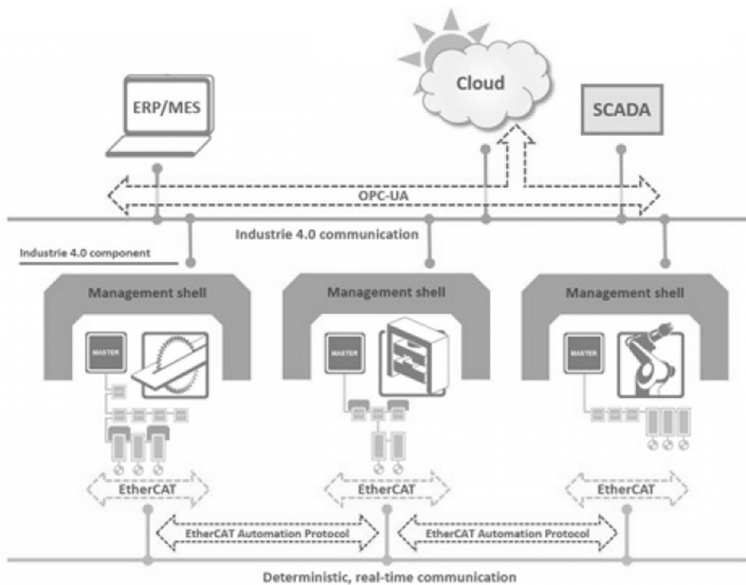 ERP/MES
Cloud
SCADA
OPC-UA
Industrie 4.0 communication
Industrie 4.0 component
Management shell
Management shell
Management shell
MASTER
MASTER
MASTER
EtherCAT
EtherCAT
EtherCAT
EtherCAT Automation Protocol
EtherCAT Automation Protocol
Deterministic, real-time communication